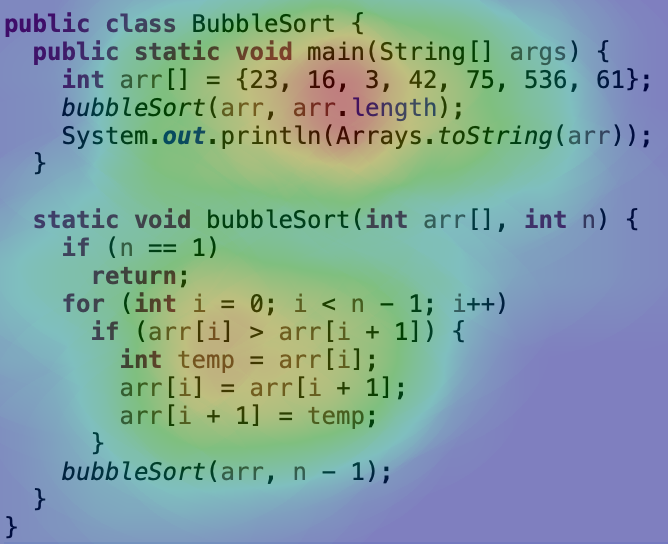 public class BubbleSort {
  public static void main(String[] args) {
    int arr[] = {23, 16, 3, 42, 75, 536, 61};
    bubbleSort(arr, arr.length);
    System.out.println(Arrays.toString(arr));
  }

  static void bubbleSort(int arr[], int n) {
    if (n == 1)
      return;
    for (int i = 0; i < n - 1; i++)
      if (arr[i] > arr[i + 1]) {
        int temp = arr[i];
        arr[i] = arr[i + 1];
        arr[i + 1] = temp;
      }
    bubbleSort(arr, n - 1);
  }
}